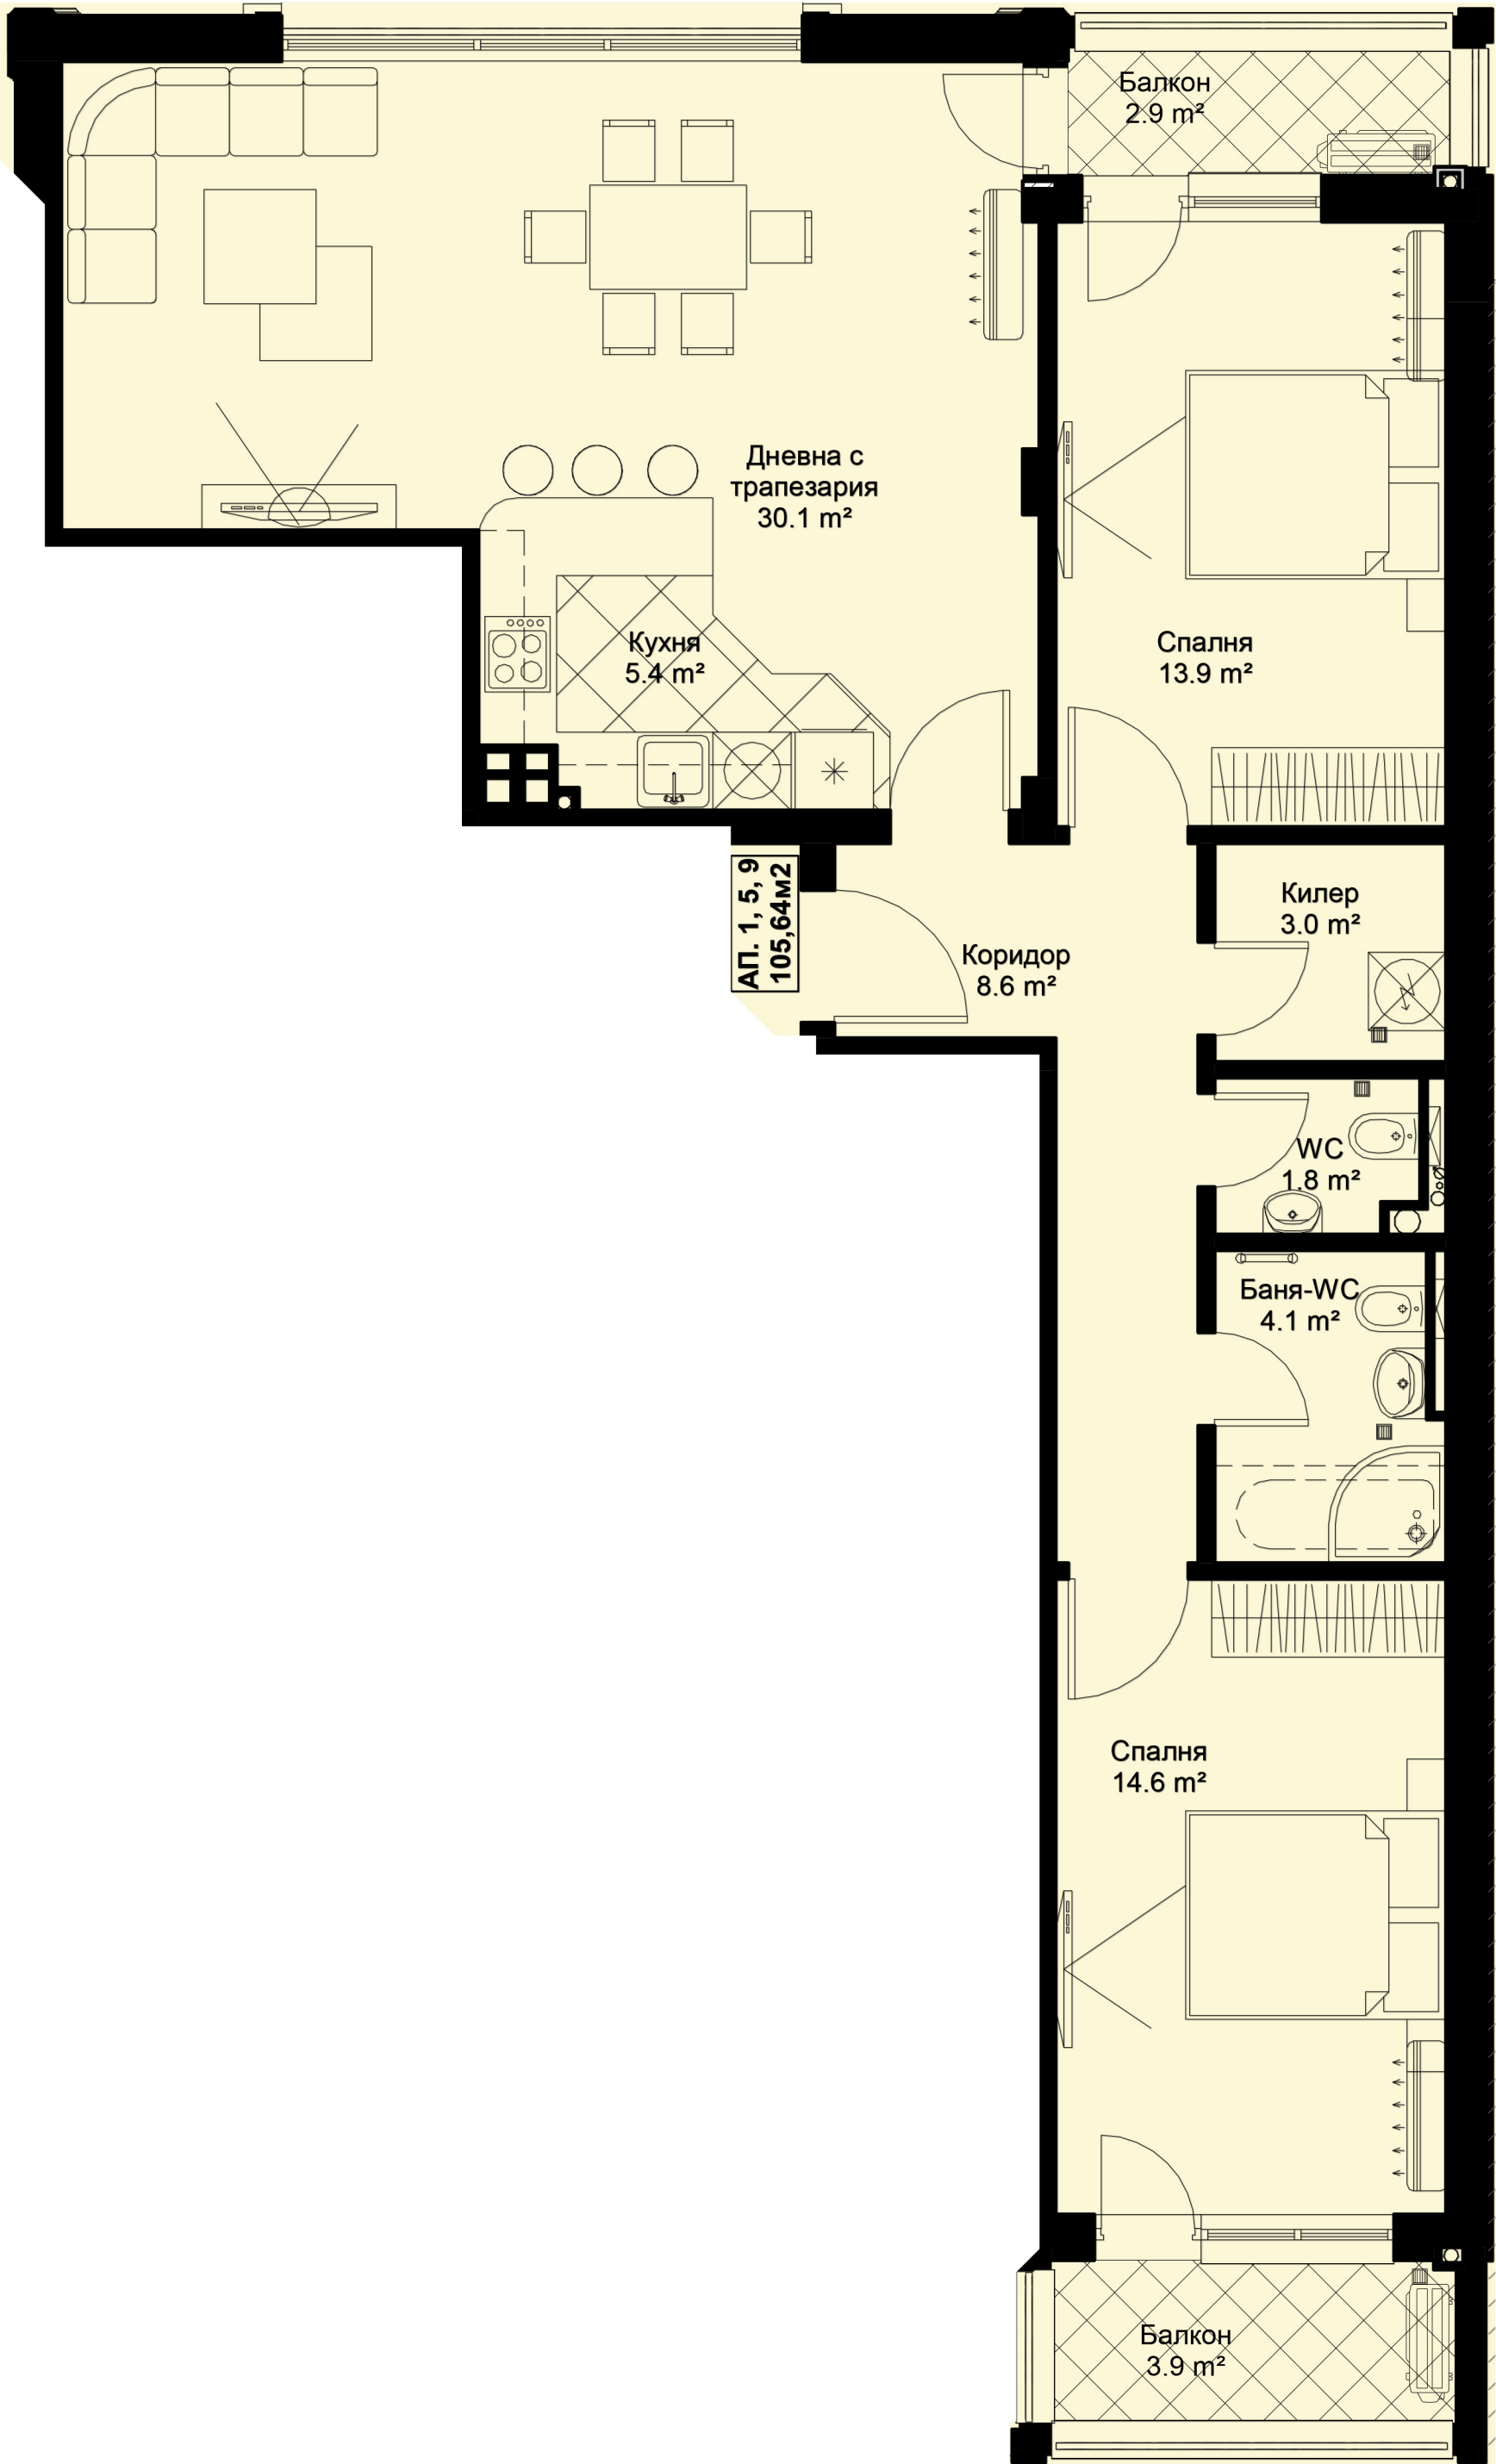 Балкон
2.9 m²
Дневна с
трапезария
30.1 m²
Кухня
5.4 m²
Спалня
13.9 m²
АП. 1, 5, 9
105,64м2
Коридор
8.6 m²
Килер
3.0 m²
WC
1.8 m²
Баня-WC
4.1 m²
Спалня
14.6 m²
Балкон
3.9 m²